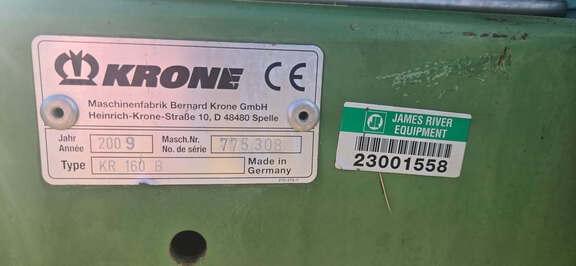 KRONE CE
Maschinenfabrik Bernard Krone GmbH
Heinrich-Krone-Straße 10, D 48480 Spelle
Jahr
Année
2009
Masch.Nr.
No. de série
775 308
Type
KR 160 B
Made in
Germany
JAMES RIVER
EQUIPMENT
23001558